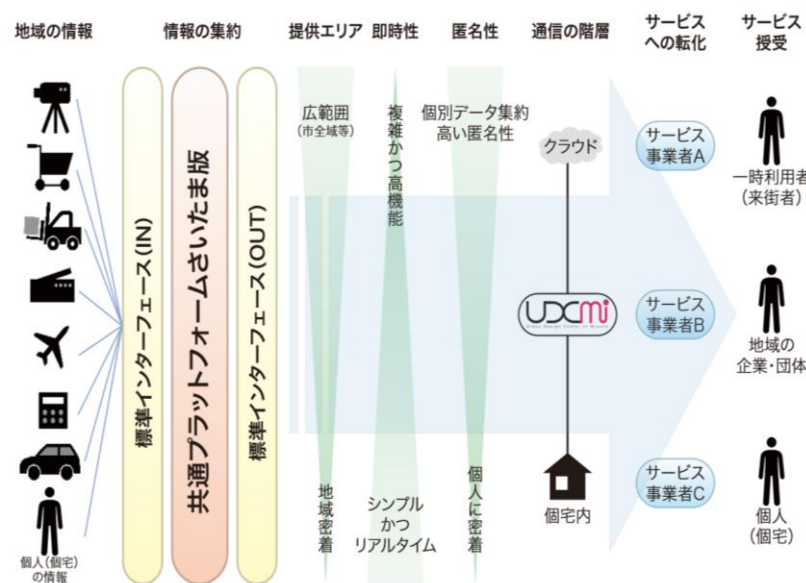 地域の情報
情報の集約
提供エリア
即時性
匿名性
通信の階層
サービス
への転化
サービス
授受
個人(個宅)
の情報
標準インターフェース(IN)
共通プラットフォームさいたま版
標準インターフェース(OUT)
広範囲
(市全域等)
地域密着
複雑かつ高機能
シンプル
かつ
リアルタイム
個別データ集約
高い匿名性
個人に密着
クラウド
UDCMi
Urban Design Center of Misono
個宅内
サービス
事業者A
サービス
事業者B
サービス
事業者C
一時利用者
(来街者)
地域の
企業・団体
個人
(個宅)